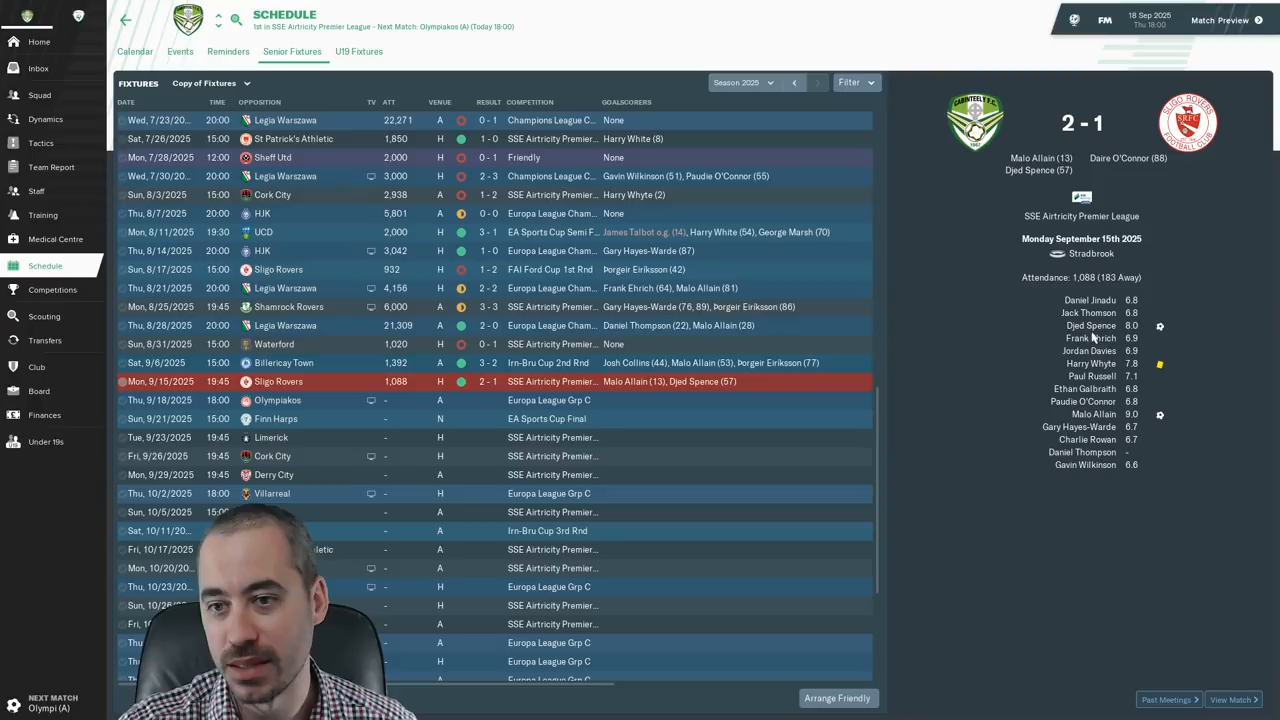 SCHEDULE
1st in SSE Airtricity Premier League - Next Match: Olympiakos (A) (Today 18:00)
18 Sep 2025
Thu 18:00
FM
Match Preview
Home
Inbox
Squad
Dynamics
Tactics
Team Report
Staff
Training
Medical Centre
Schedule
Competitions
Scouting
Transfers
Club
Board
Finances
Under 19s
NEXT MATCH
Olympi (A)
Calendar Events Reminders Senior Fixtures U19 Fixtures
FIXTURES Copy of Fixtures Season 2025 Filter
DATE TIME OPPOSITION TV ATT VENUE RESULT COMPETITION GOALSCORERS
Wed, 7/23/20... 20:00 Legia Warszawa 22,271 A 0 - 1 Champions League C... None
Sat, 7/26/2025 15:00 St Patrick's Athletic 1,850 H 1 - 0 SSE Airtricity Premier... Harry White (8)
Mon, 7/28/2025 12:00 Sheff Utd 2,000 H 0 - 1 Friendly None
Wed, 7/30/20... 20:00 Legia Warszawa 3,000 H 2 - 3 Champions League C... Gavin Wilkinson (51), Paudie O'Connor (55)
Sun, 8/3/2025 15:00 Cork City 2,938 A 1 - 2 SSE Airtricity Premier... Harry Whyte (2)
Thu, 8/7/2025 20:00 HJK 5,801 A 0 - 0 Europa League Cham... None
Mon, 8/11/2025 19:30 UCD 2,000 H 3 - 1 EA Sports Cup Semi F... James Talbot o.g. (14), Harry White (54), George Marsh (70)
Thu, 8/14/2025 20:00 HJK 3,042 H 1 - 0 Europa League Cham... Gary Hayes-Warde (87)
Sun, 8/17/2025 15:00 Sligo Rovers 932 H 1 - 2 FAI Ford Cup 1st Rnd Þorgeir Eiríksson (42)
Thu, 8/21/2025 20:00 Legia Warszawa 4,156 H 2 - 2 Europa League Cham... Frank Ehrich (64), Malo Allain (81)
Mon, 8/25/2025 19:45 Shamrock Rovers 6,000 A 3 - 3 SSE Airtricity Premier... Gary Hayes-Warde (76, 89), Þorgeir Eiríksson (86)
Thu, 8/28/2025 20:00 Legia Warszawa 21,309 A 2 - 0 Europa League Cham... Daniel Thompson (22), Malo Allain (28)
Sun, 8/31/2025 15:00 Waterford 1,020 H 0 - 1 SSE Airtricity Premier... None
Sat, 9/6/2025 15:00 Billericay Town 1,392 A 3 - 2 Irn-Bru Cup 2nd Rnd Josh Collins (44), Malo Allain (53), Þorgeir Eiríksson (77)
Mon, 9/15/2025 19:45 Sligo Rovers 1,088 H 2 - 1 SSE Airtricity Premier... Malo Allain (13), Djed Spence (57)
Thu, 9/18/2025 18:00 Olympiakos - A Europa League Grp C
Sun, 9/21/2025 15:00 Finn Harps - N EA Sports Cup Final
Tue, 9/23/2025 19:45 Limerick - H SSE Airtricity Premier...
Fri, 9/26/2025 19:45 Cork City - H SSE Airtricity Premier...
Mon, 9/29/2025 19:45 Derry City - A SSE Airtricity Premier...
Thu, 10/2/2025 18:00 Villarreal - H Europa League Grp C
Sun, 10/5/2025 15:00 - A SSE Airtricity Premier...
Sat, 10/11/20... - A Irn-Bru Cup 3rd Rnd
Fri, 10/17/2025 - A SSE Airtricity Premier...
Mon, 10/20/20... - A SSE Airtricity Premier...
Thu, 10/23/20... - H Europa League Grp C
Sun, 10/26 - H SSE Airtricity Premier...
Fri, 10 - A SSE Airtricity Premier...
Thu - A Europa League Grp C
Thu - H Europa League Grp C
Arrange Friendly
CABINTEELY F.C.
1967
SLIGO ROVERS
SRFC
FOOTBALL CLUB
2 - 1
Malo Allain (13) Daire O'Connor (88)
Djed Spence (57)
SSE Airtricity Premier League
Monday September 15th 2025
Stradbrook
Attendance: 1,088 (183 Away)
Daniel Jinadu 6.8
Jack Thomson 6.8
Djed Spence 8.0
Frank Ehrich 6.9
Jordan Davies 6.9
Harry Whyte 7.8
Paul Russell 7.1
Ethan Galbraith 6.8
Paudie O'Connor 6.8
Malo Allain 9.0
Gary Hayes-Warde 6.7
Charlie Rowan 6.7
Daniel Thompson -
Gavin Wilkinson 6.6
Past Meetings View Match